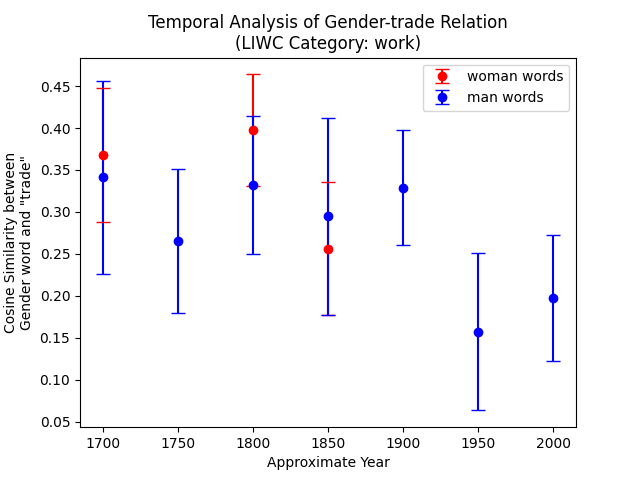 Temporal Analysis of Gender-trade Relation
(LIWC Category: work)
woman words
man words
Cosine Similarity between
Gender word and "trade"
0.45
0.40
0.35
0.30
0.25
0.20
0.15
0.10
0.05
1700
1750
1800
1850
1900
1950
2000
Approximate Year